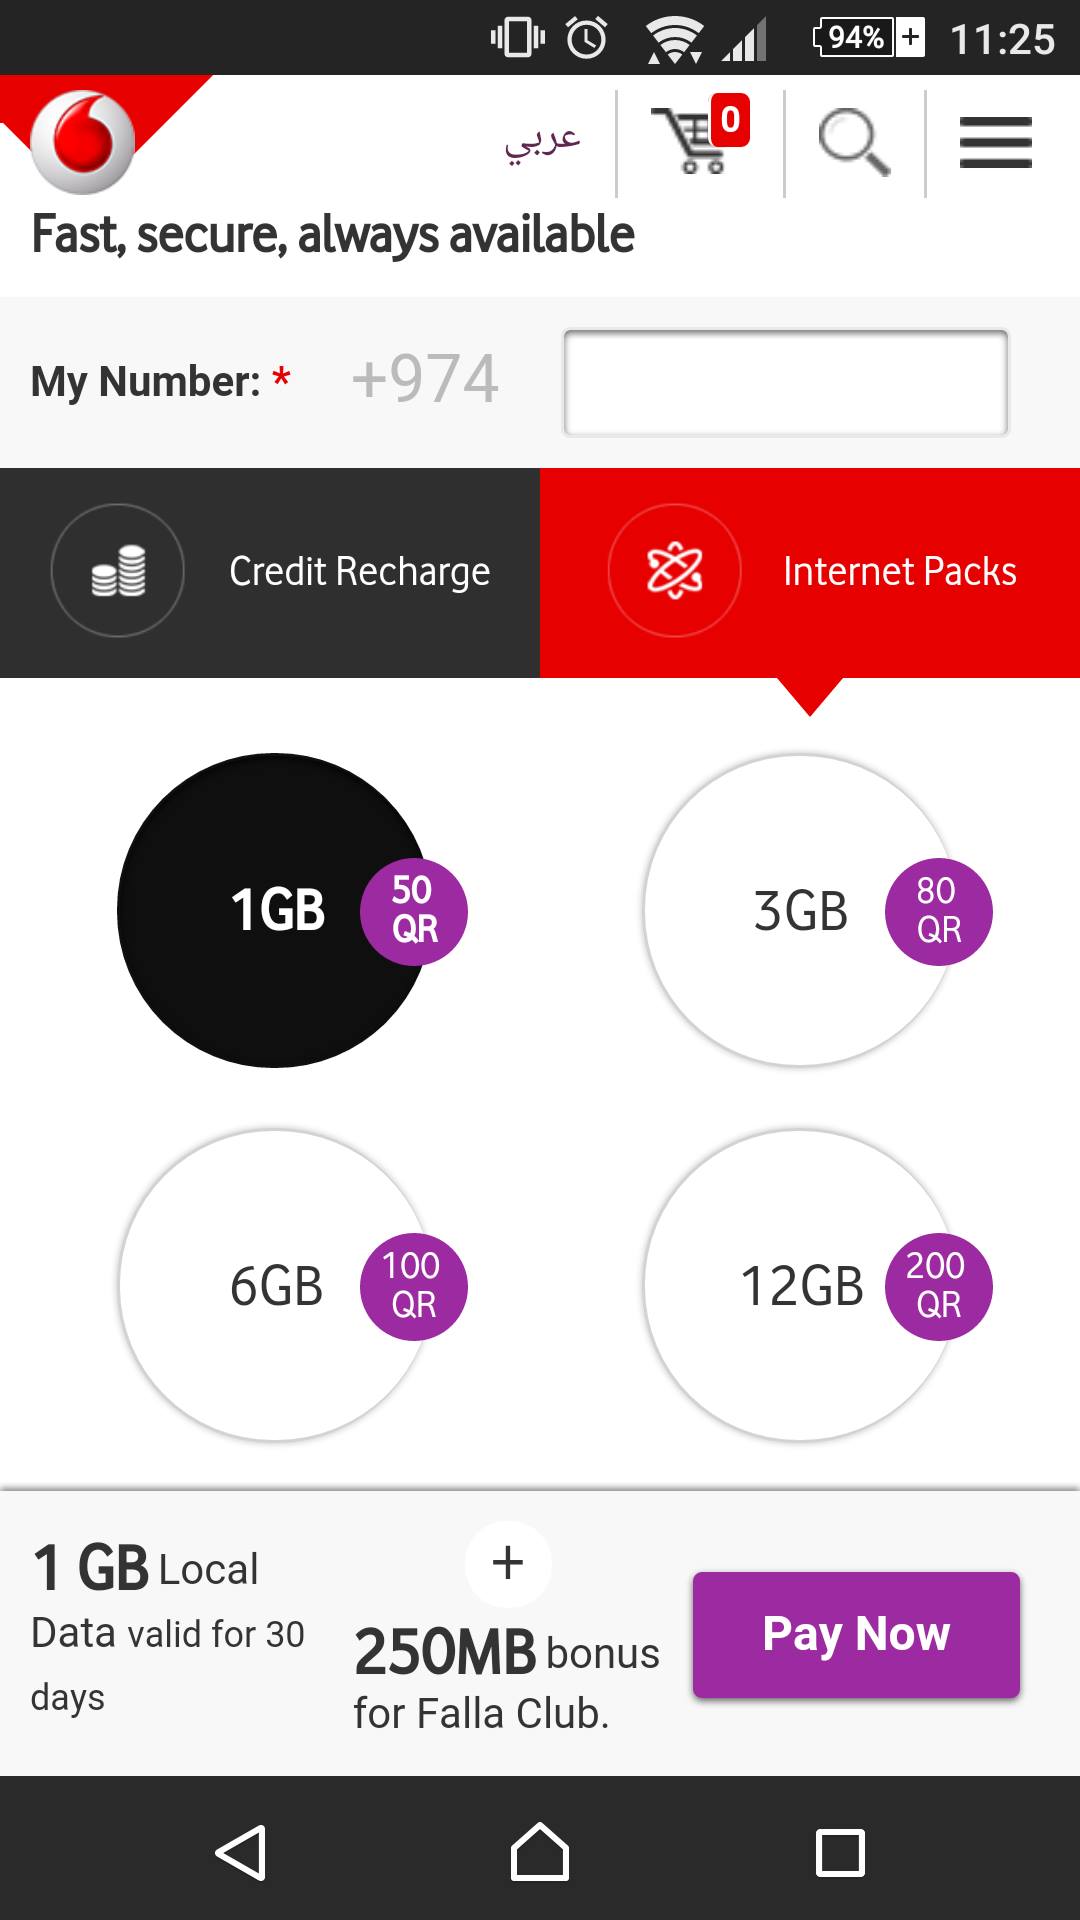 94% 11:25
عربي 0
Fast, secure, always available
My Number: * +974
Credit Recharge Internet Packs
1GB 50 QR 3GB 80 QR
6GB 100 QR 12GB 200 QR
1 GB Local
Data valid for 30
days
+
250MB bonus
for Falla Club.
Pay Now